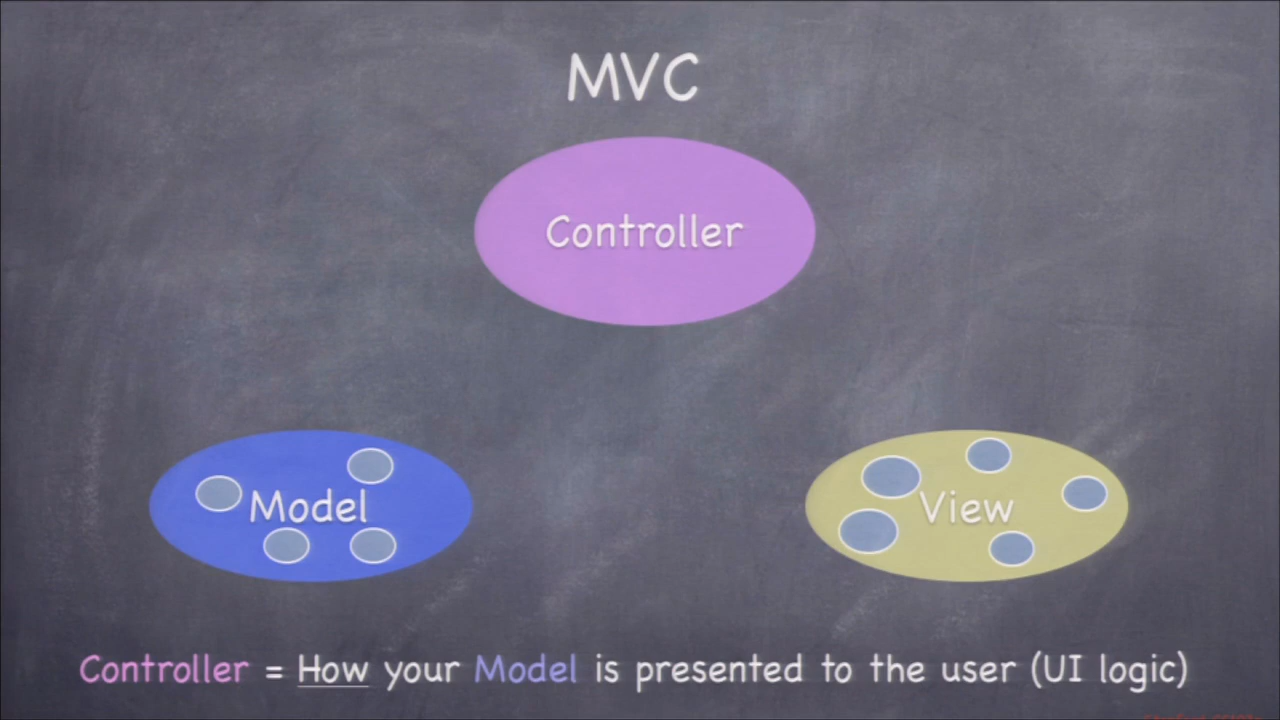 MVC
Controller
Model
View
Controller = How your Model is presented to the user (UI logic)